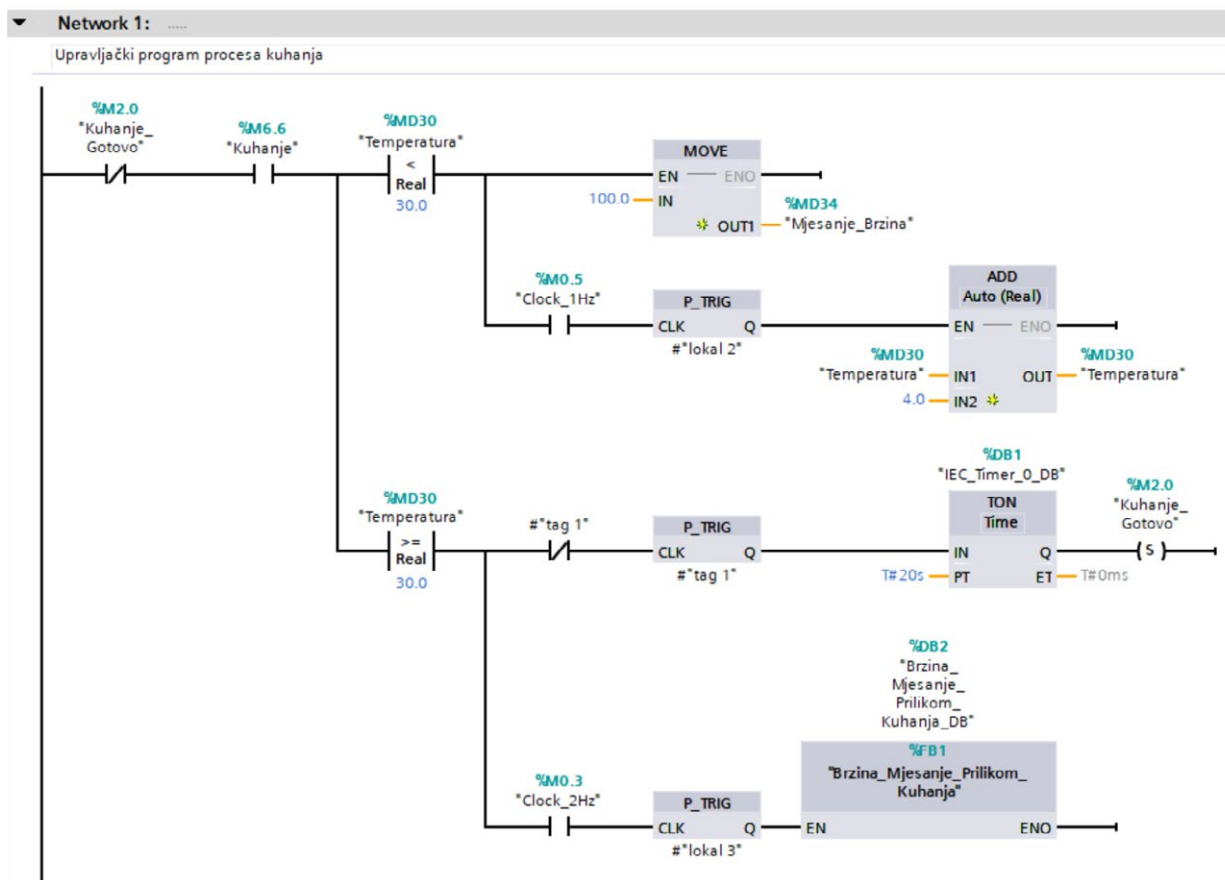 Network 1: .....
Upravljački program procesa kuhanja
%M2.0
"Kuhanje_
Gotovo"
%M6.6
"Kuhanje"
%MD30
"Temperatura"
<
Real
30.0
MOVE
EN
ENO
100.0
IN
%MD34
OUT1
"Mjesanje_Brzina"
%M0.5
"Clock_1Hz"
P_TRIG
CLK
Q
#"lokal 2"
ADD
Auto (Real)
EN
ENO
%MD30
"Temperatura"
IN1
OUT
%MD30
"Temperatura"
4.0
IN2
%MD30
"Temperatura"
>=
Real
30.0
#"tag 1"
P_TRIG
CLK
Q
#"tag 1"
%DB1
"IEC_Timer_0_DB"
TON
Time
IN
Q
T#20s
PT
ET
T#0ms
%M2.0
"Kuhanje_
Gotovo"
S
%M0.3
"Clock_2Hz"
P_TRIG
CLK
Q
#"lokal 3"
%DB2
"Brzina_
Mjesanje_
Prilikom_
Kuhanja_DB"
%FB1
"Brzina_Mjesanje_Prilikom_
Kuhanja"
EN
ENO